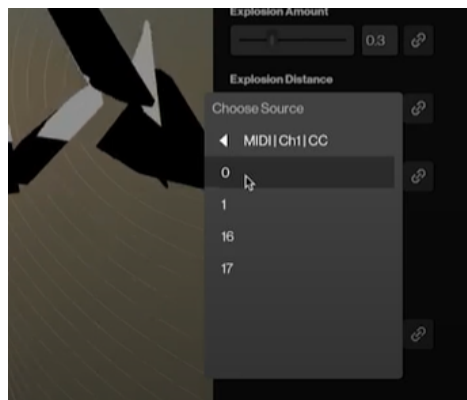 Explosion Amount
0.3
Explosion Distance
Choose Source
MIDI | Ch1 | CC
0
1
16
17